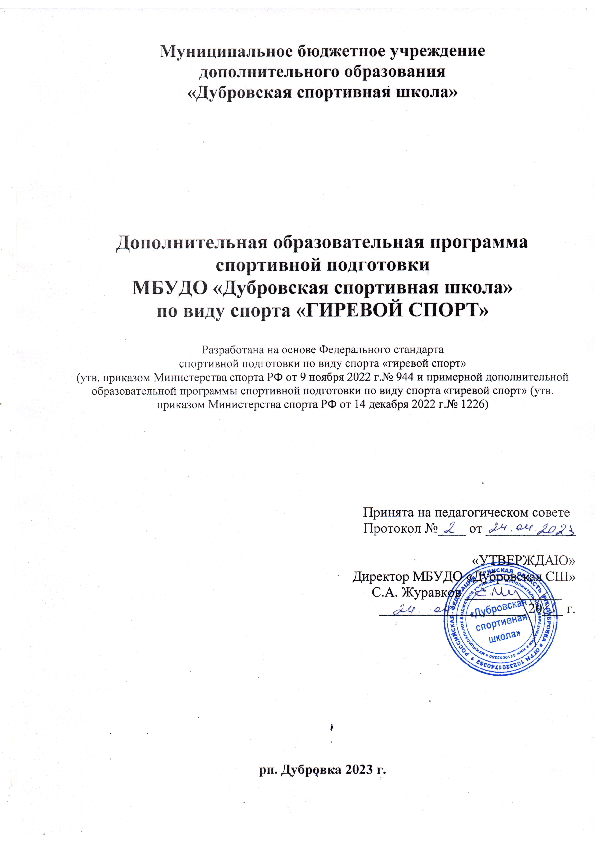 Муниципальное бюджетное учреждение
дополнительного образования
«Дубровская спортивная школа»
Дополнительная образовательная программа
спортивной подготовки
МБУДО «Дубровская спортивная школа»
по виду спорта «ГИРЕВОЙ СПОРТ»
Разработана на основе Федерального стандарта
спортивной подготовки по виду спорта «гиревой спорт»
(утв. приказом Министерства спорта РФ от 9 ноября 2022 г.№ 944 и примерной дополнительной
образовательной программы спортивной подготовки по виду спорта «гиревой спорт» (утв.
приказом Министерства спорта РФ от 14 декабря 2022 г.№ 1226)
Принята на педагогическом совете
Протокол № 2 от 24.04 2023
«УТВЕРЖДАЮ»
Директор МБУДО «Дубровская СШ»
С.А. Журавков
24. 04 20 г.
«Дубровская
спортивная
школа»
рп. Дубровка 2023 г.